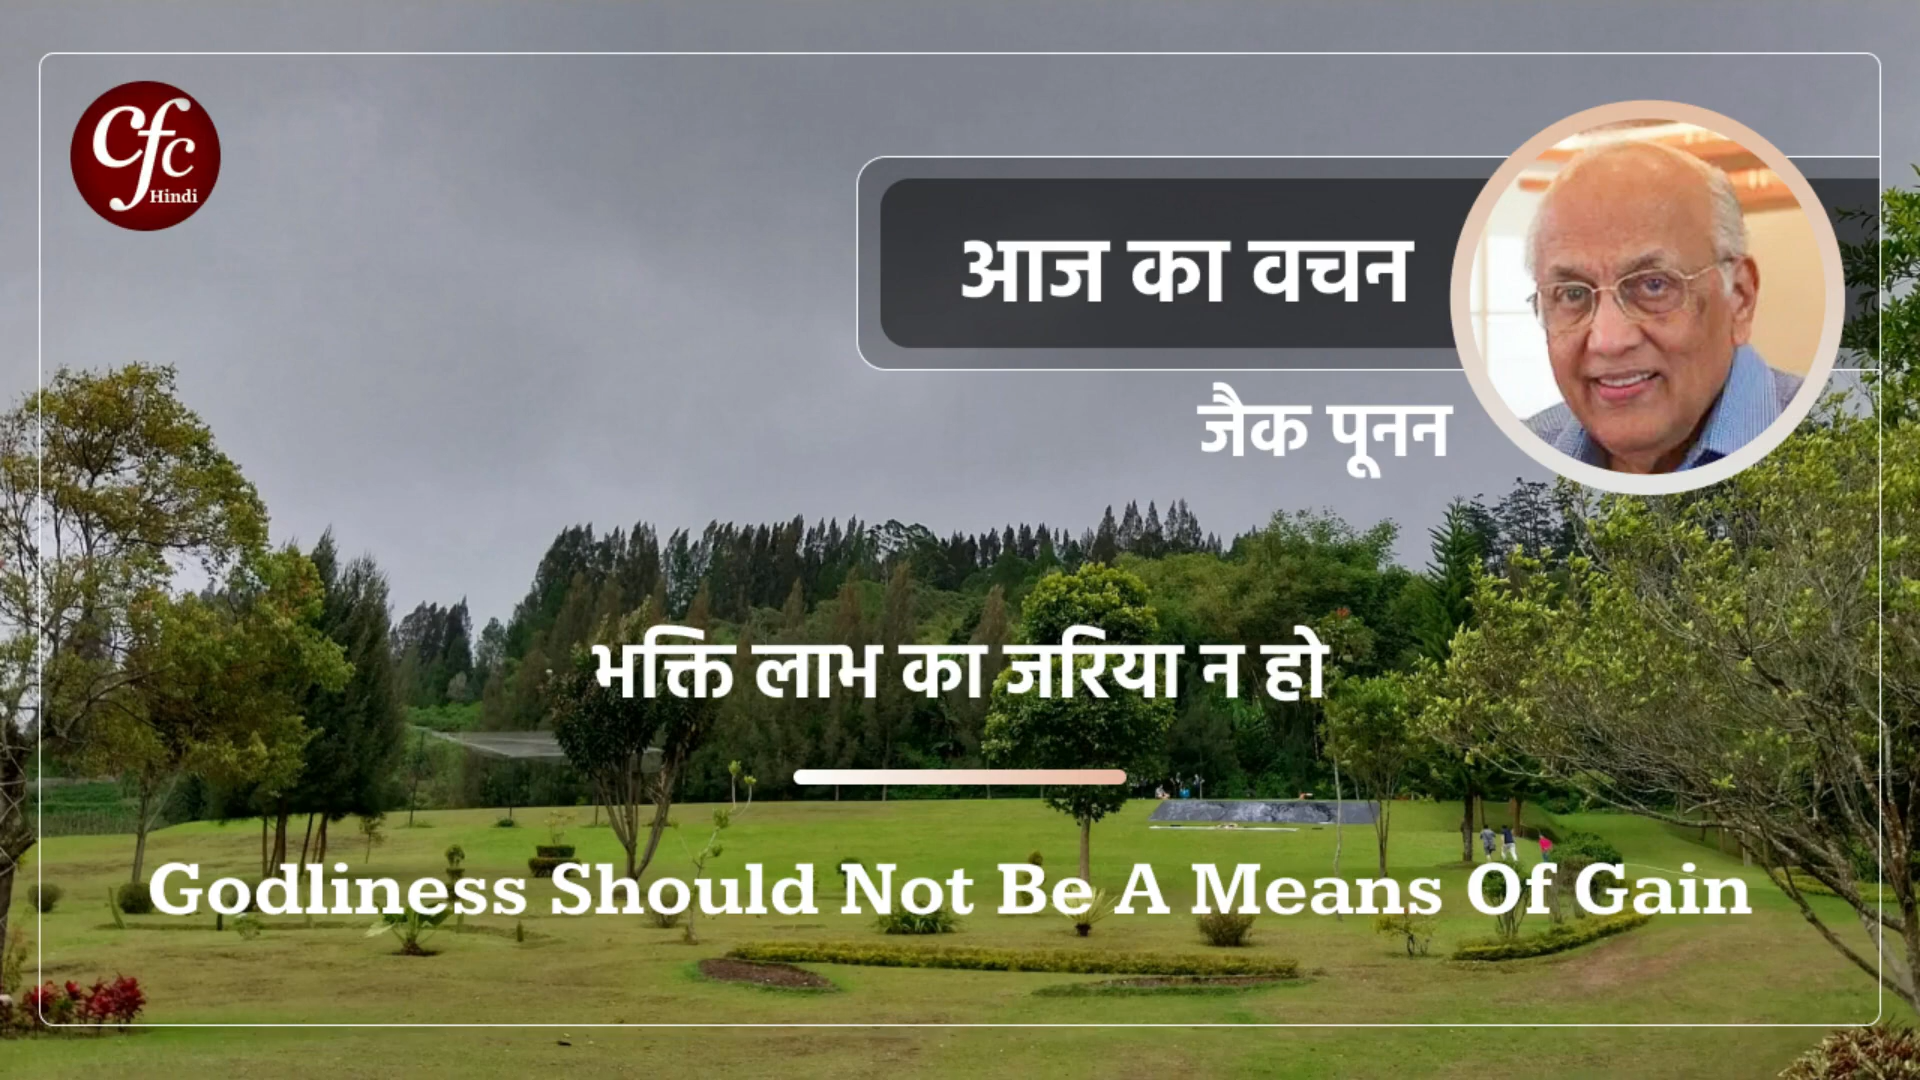 cfc
Hindi
आज का वचन
जैक पूनन
भक्ति लाभ का जरिया न हो
Godliness Should Not Be A Means Of Gain